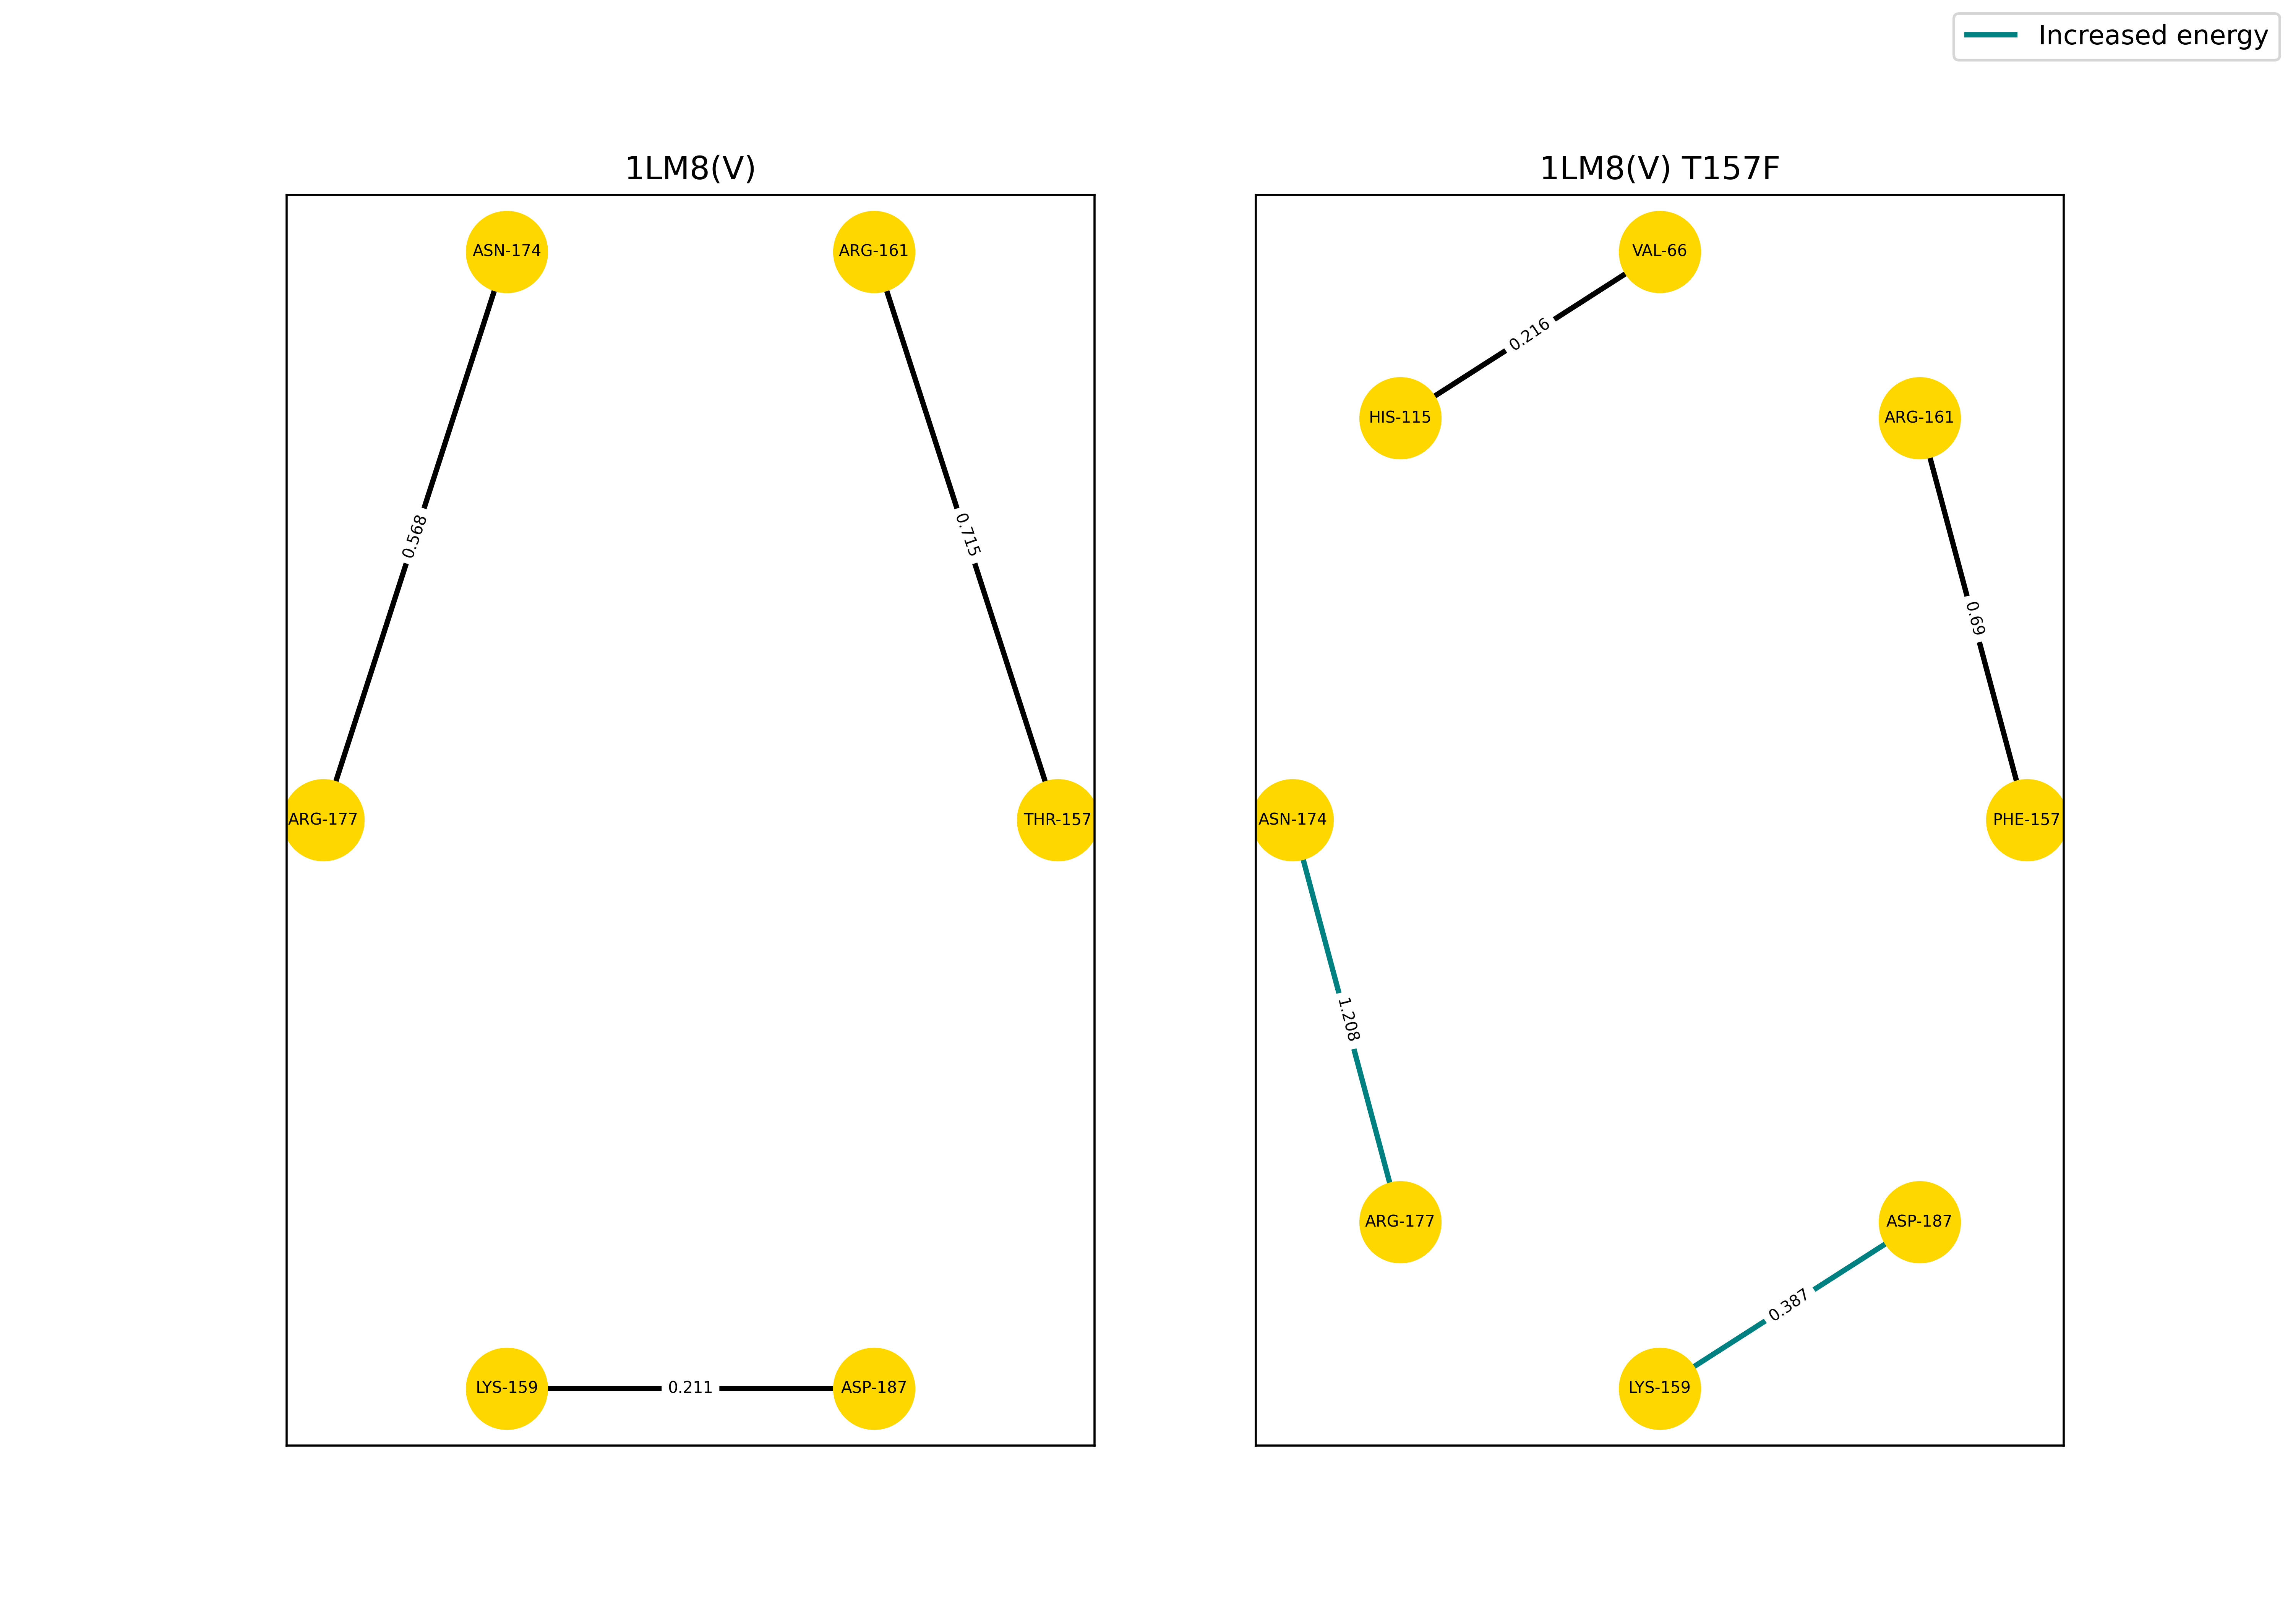 Increased energy
1LM8(V)
ASN-174
ARG-161
0.568
0.715
ARG-177
THR-157
LYS-159
0.211
ASP-187
1LM8(V) T157F
VAL-66
0.216
HIS-115
ARG-161
0.69
ASN-174
PHE-157
1.208
ARG-177
ASP-187
0.387
LYS-159